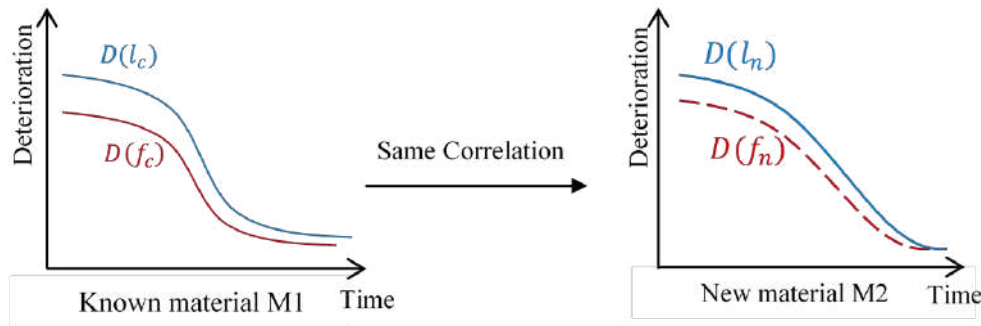 Deterioration
D(l_c)
D(f_c)
Known material M1
Time
Same Correlation
Deterioration
D(l_n)
D(f_n)
New material M2
Time